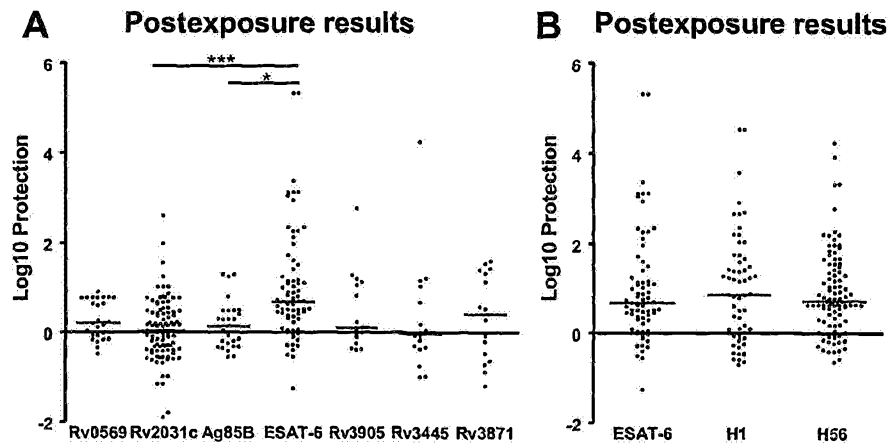 A Postexposure results
***
*
Log10 Protection
6
4
2
0
-2
Rv0569 Rv2031c Ag85B ESAT-6 Rv3905 Rv3445 Rv3871
B Postexposure results
Log10 Protection
6
4
2
0
-2
ESAT-6 H1 H56